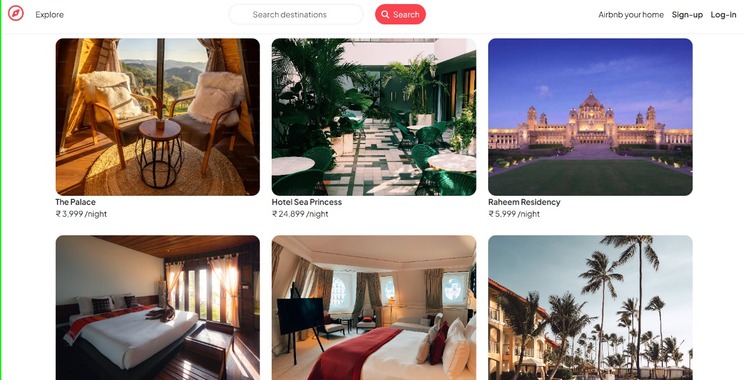 Explore
Search destinations
Search
Airbnb your home
Sign-up
Log-in
The Palace
₹ 3,999 /night
Hotel Sea Princess
₹ 24,899 /night
Raheem Residency
₹ 5,999 /night